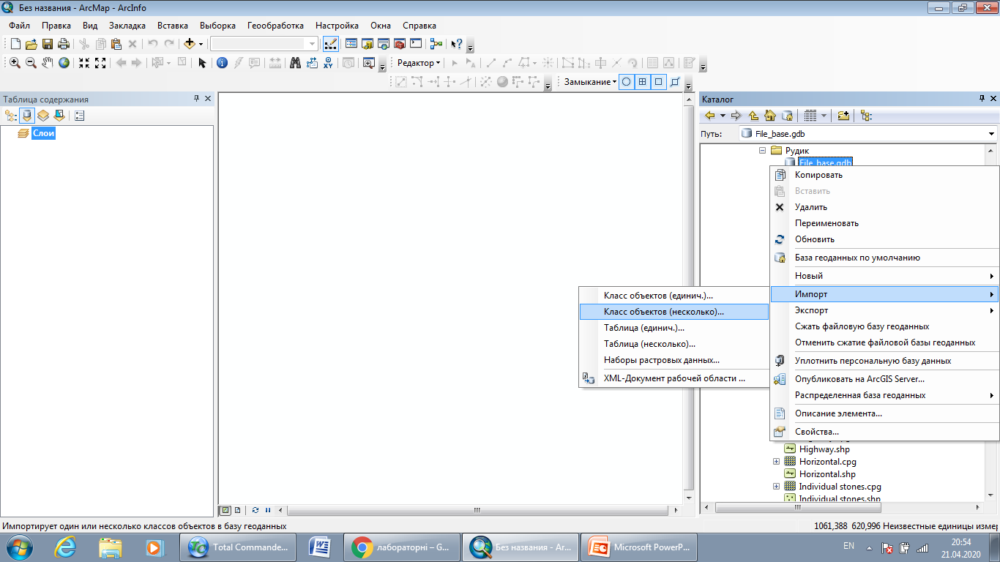 Без названия - ArcMap - ArcInfo
Файл Правка Вид Закладка Вставка Выборка Геообработка Настройка Окна Справка
Редактор
Замыкание
Таблица содержания
Слои
Каталог
Путь: File_base.gdb
Рудик
File_base.gdb
Копировать
Вставить
Удалить
Переименовать
Обновить
База геоданных по умолчанию
Новый
Импорт
Экспорт
Сжать файловую базу геоданных
Отменить сжатие файловой базы геоданных
Уплотнить персональную базу данных
Опубликовать на ArcGIS Server...
Распределенная база геоданных
Описание элемента...
Свойства...
Класс объектов (единич.)...
Класс объектов (несколько)...
Таблица (единич.)...
Таблица (несколько)...
Наборы растровых данных...
XML-Документ рабочей области ...
Highway.shp
Horizontal.cpg
Horizontal.shp
Individual stones.cpg
Individual stones.shp
Импортирует один или несколько классов объектов в базу геоданных
1061,388 620,996 Неизвестные единицы измер
Total Commande...
лабораторні – G...
Без названия - Ar...
Microsoft PowerP...
EN
20:54
21.04.2020